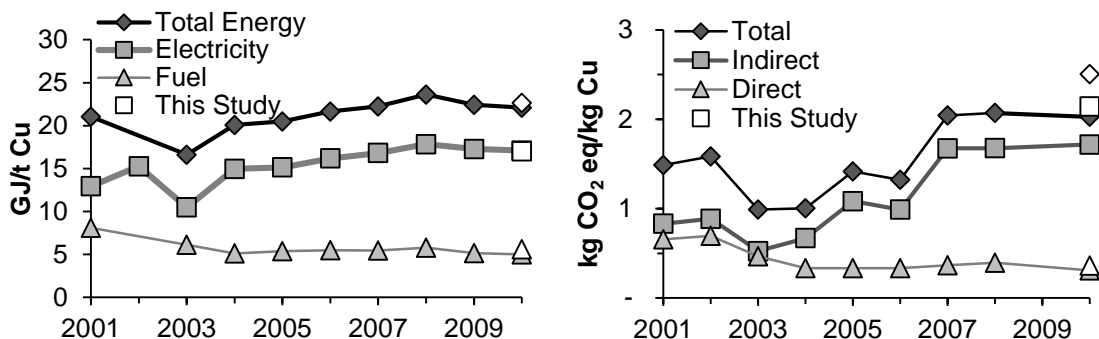 GJ/t Cu
30
25
20
15
10
5
0
Total Energy
Electricity
Fuel
This Study
2001 2003 2005 2007 2009
kg CO₂ eq/kg Cu
3
2
1
-
Total
Indirect
Direct
This Study
2001 2003 2005 2007 2009